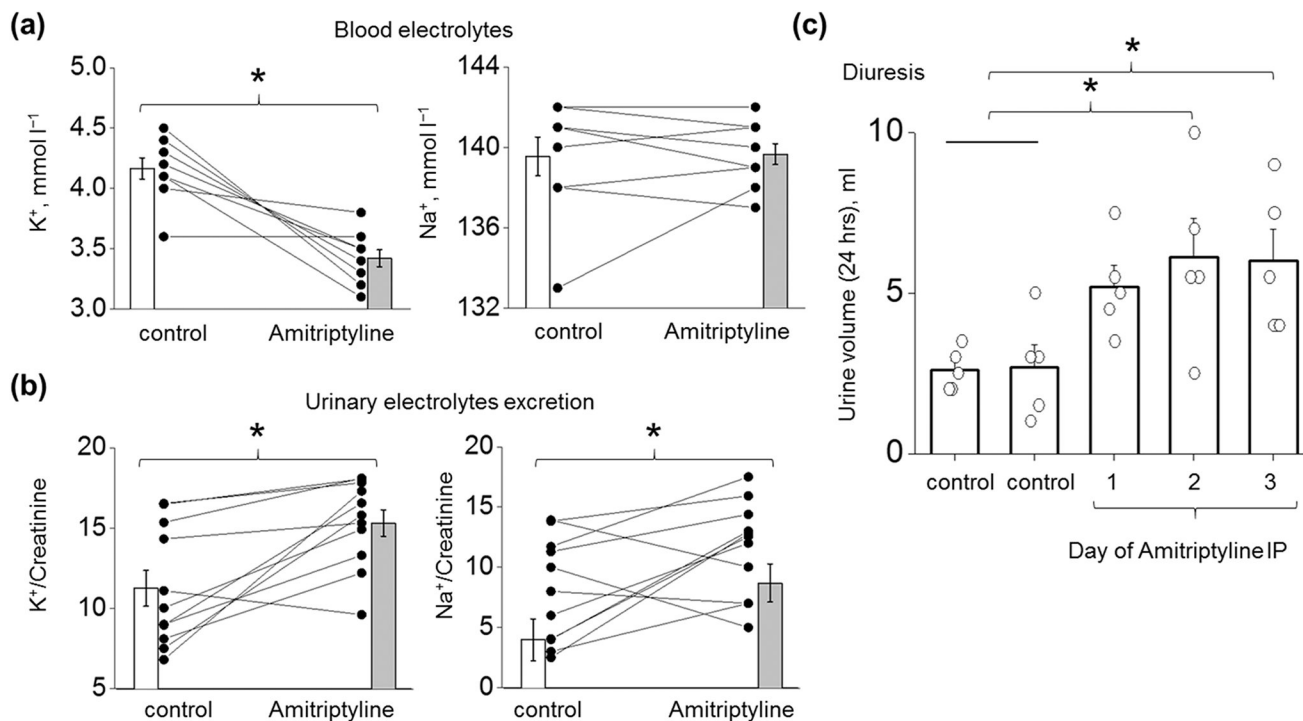 (a)
Blood electrolytes
K⁺, mmol l⁻¹
5.0
4.5
4.0
3.5
3.0
*
control
Amitriptyline
Na⁺, mmol l⁻¹
144
140
136
132
control
Amitriptyline
(b)
Urinary electrolytes excretion
K⁺/Creatinine
20
15
10
5
*
control
Amitriptyline
Na⁺/Creatinine
20
15
10
5
0
*
control
Amitriptyline
(c)
Diuresis
*
*
Urine volume (24 hrs), ml
10
5
0
control
control
1
2
3
Day of Amitriptyline IP